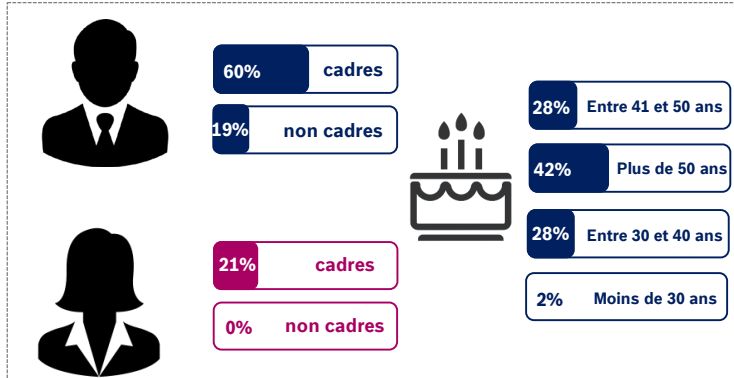 60% cadres
19% non cadres
21% cadres
0% non cadres
28% Entre 41 et 50 ans
42% Plus de 50 ans
28% Entre 30 et 40 ans
2% Moins de 30 ans